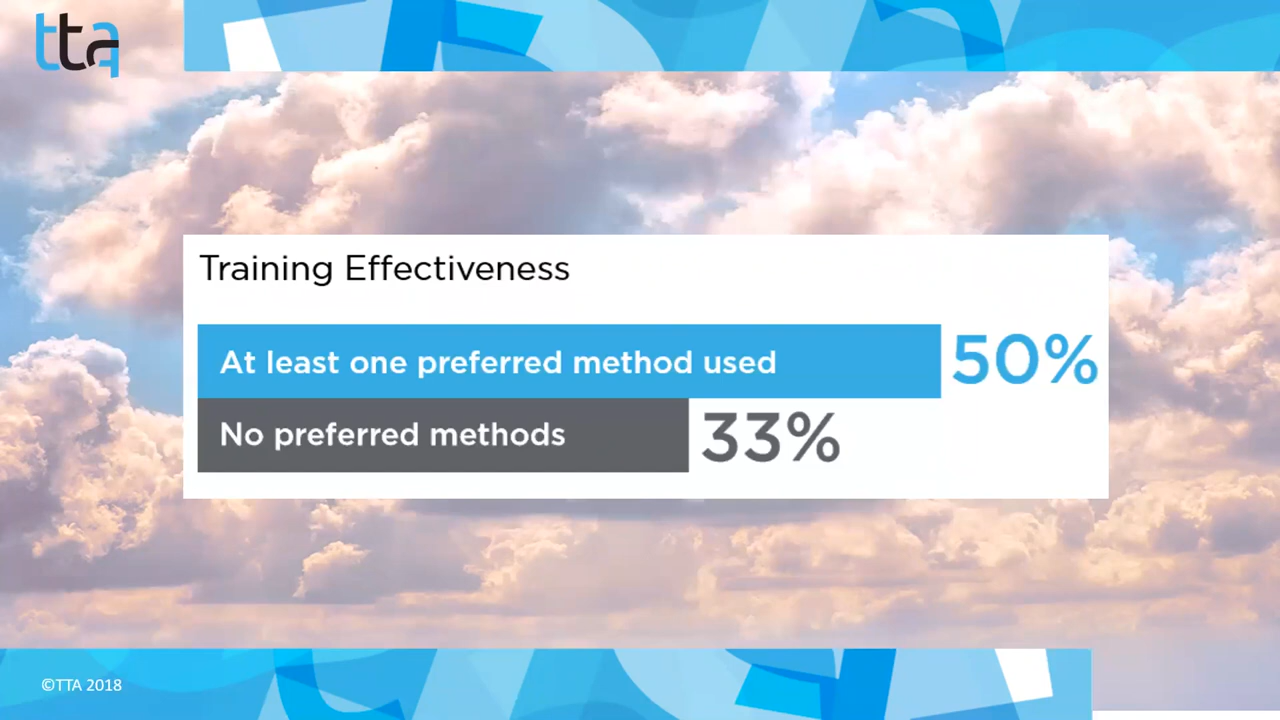 tta
Training Effectiveness
At least one preferred method used 50%
No preferred methods 33%
©TTA 2018